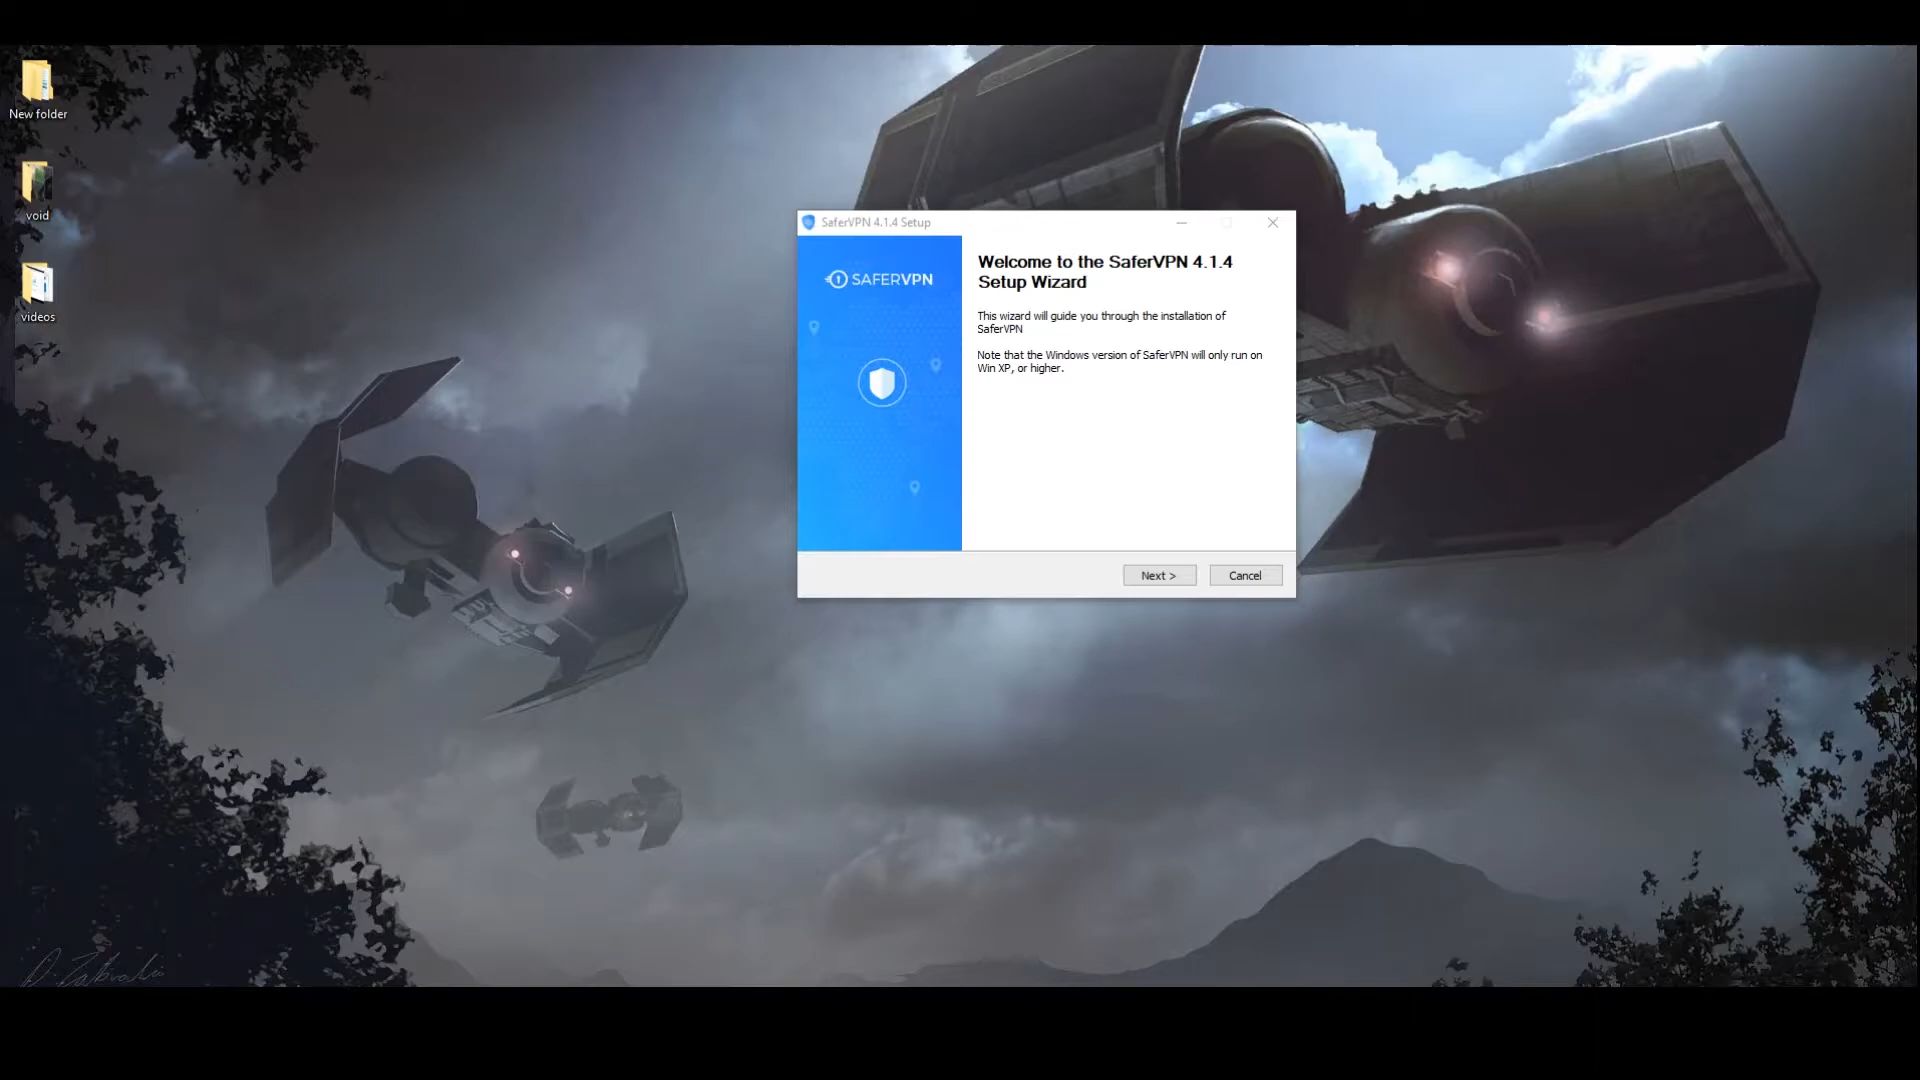 New folder
void
videos
SaferVPN 4.1.4 Setup
SAFERVPN
Welcome to the SaferVPN 4.1.4
Setup Wizard
This wizard will guide you through the installation of
SaferVPN
Note that the Windows version of SaferVPN will only run on
Win XP, or higher.
Next >
Cancel